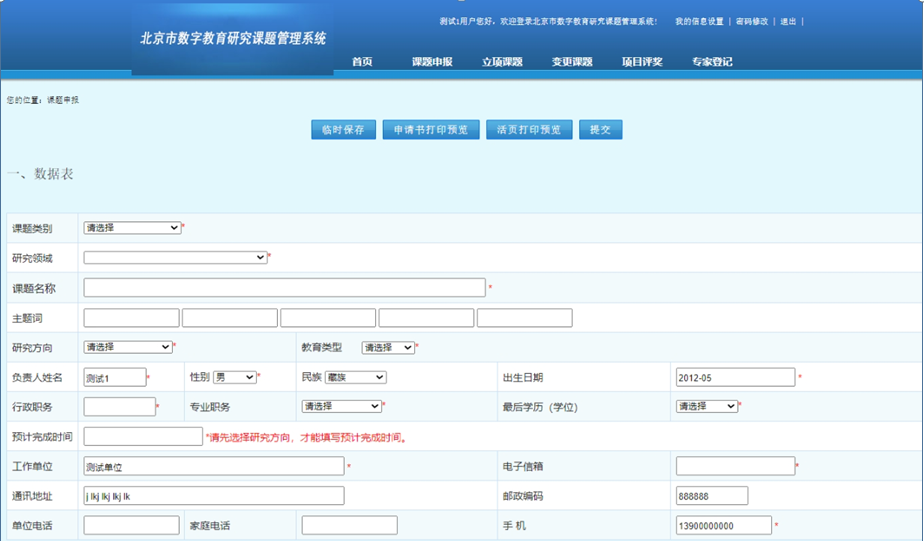 测试1用户您好，欢迎登录北京市数字教育研究课题管理系统！ 我的信息设置 | 密码修改 | 退出 |
北京市数字教育研究课题管理系统
首页 课题申报 立项课题 变更课题 项目评奖 专家登记
您的位置：课题申报
临时保存 申请书打印预览 活页打印预览 提交
一、数据表
课题类别 请选择 *
研究领域 *
课题名称 *
主题词
研究方向 请选择 * 教育类型 请选择 *
负责人姓名 测试1 * 性别 男 * 民族 藏族 出生日期 2012-05 *
行政职务 * 专业职务 请选择 * 最后学历（学位） 请选择 *
预计完成时间 *请先选择研究方向，才能填写预计完成时间。
工作单位 测试单位 * 电子信箱 *
通讯地址 j lkj lkj lkj lk 邮政编码 888888
单位电话 家庭电话 手 机 13900000000 *